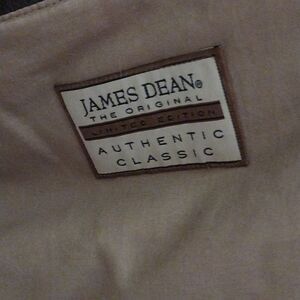 JAMES DEAN®
THE ORIGINAL
LIMITED EDITION
AUTHENTIC
CLASSIC